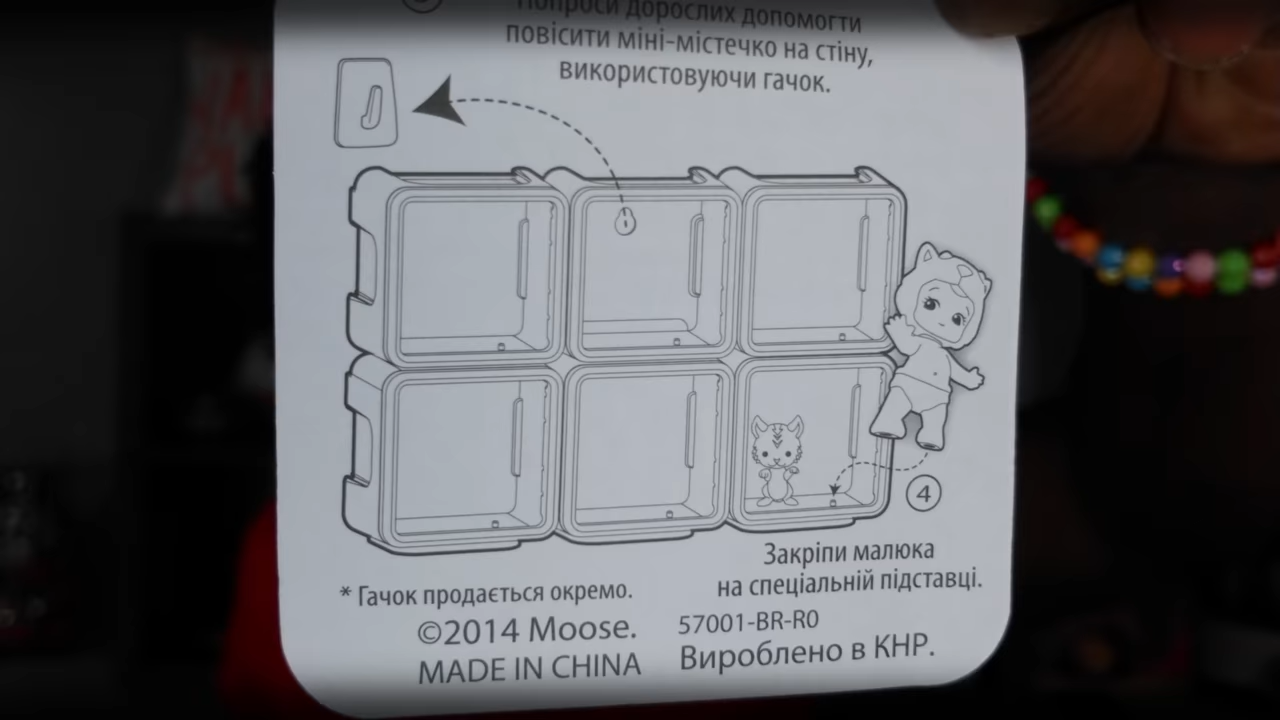 Попроси дорослих допомогти
повісити міні-містечко на стіну,
використовуючи гачок.
4
Закріпи малюка
на спеціальній підставці.
* Гачок продається окремо.
©2014 Moose.
MADE IN CHINA
57001-BR-R0
Вироблено в КНР.